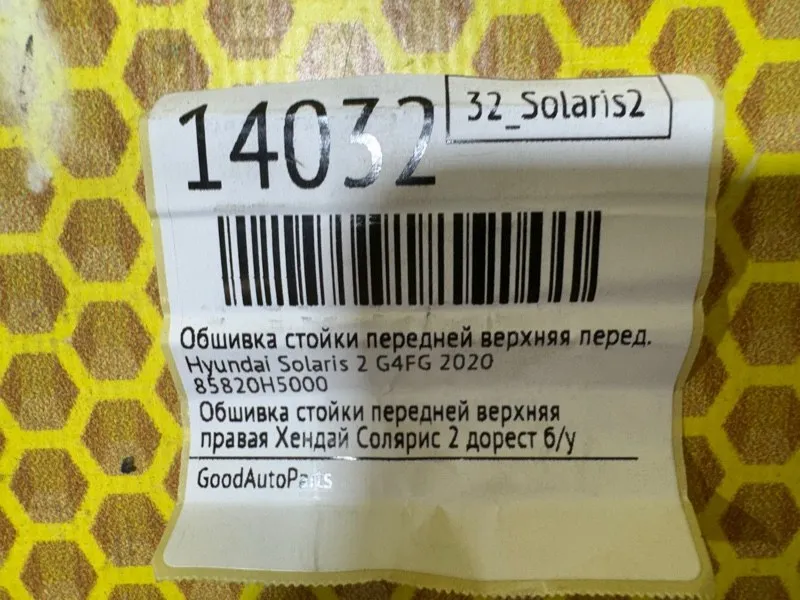 14032
32_Solaris2
Обшивка стойки передней верхняя перед.
Hyundai Solaris 2 G4FG 2020
85820H5000
Обшивка стойки передней верхняя
правая Хендай Солярис 2 дорест б/у
GoodAutoParts